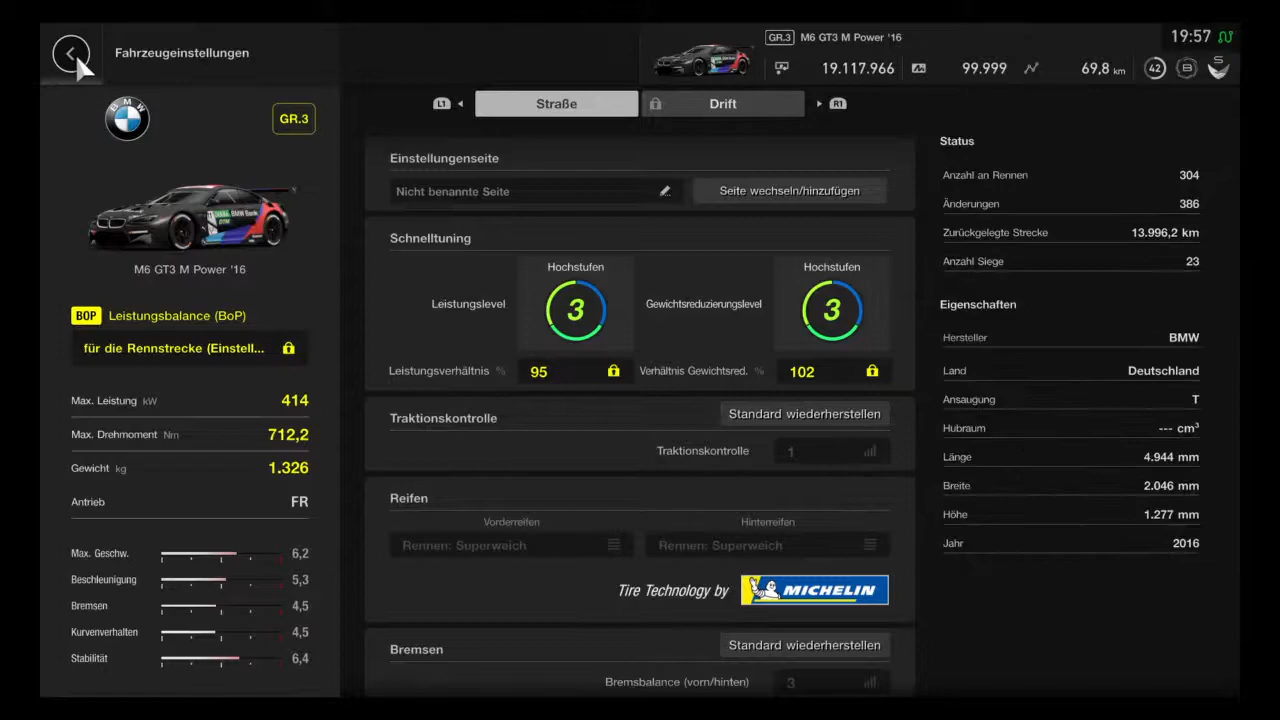 Fahrzeugeinstellungen
GR.3 M6 GT3 M Power '16
19:57
19.117.966
99.999
69,8 km
42
B
S
BMW
GR.3
M6 GT3 M Power '16
BOP Leistungsbalance (BoP)
für die Rennstrecke (Einstell...
Max. Leistung kW 414
Max. Drehmoment Nm 712,2
Gewicht kg 1.326
Antrieb FR
Max. Geschw. 6,2
Beschleunigung 5,3
Bremsen 4,5
Kurvenverhalten 4,5
Stabilität 6,4
L1 Straße Drift R1
Einstellungenseite
Nicht benannte Seite Seite wechseln/hinzufügen
Schnelltuning
Hochstufen Hochstufen
Leistungslevel 3 Gewichtsreduzierungslevel 3
Leistungsverhältnis % 95 Verhältnis Gewichtsred. % 102
Traktionskontrolle Standard wiederherstellen
Traktionskontrolle 1
Reifen
Vorderreifen Hinterreifen
Rennen: Superweich Rennen: Superweich
Tire Technology by MICHELIN
Bremsen Standard wiederherstellen
Bremsbalance (vorn/hinten) 3
Status
Anzahl an Rennen 304
Änderungen 386
Zurückgelegte Strecke 13.996,2 km
Anzahl Siege 23
Eigenschaften
Hersteller BMW
Land Deutschland
Ansaugung T
Hubraum --- cm³
Länge 4.944 mm
Breite 2.046 mm
Höhe 1.277 mm
Jahr 2016